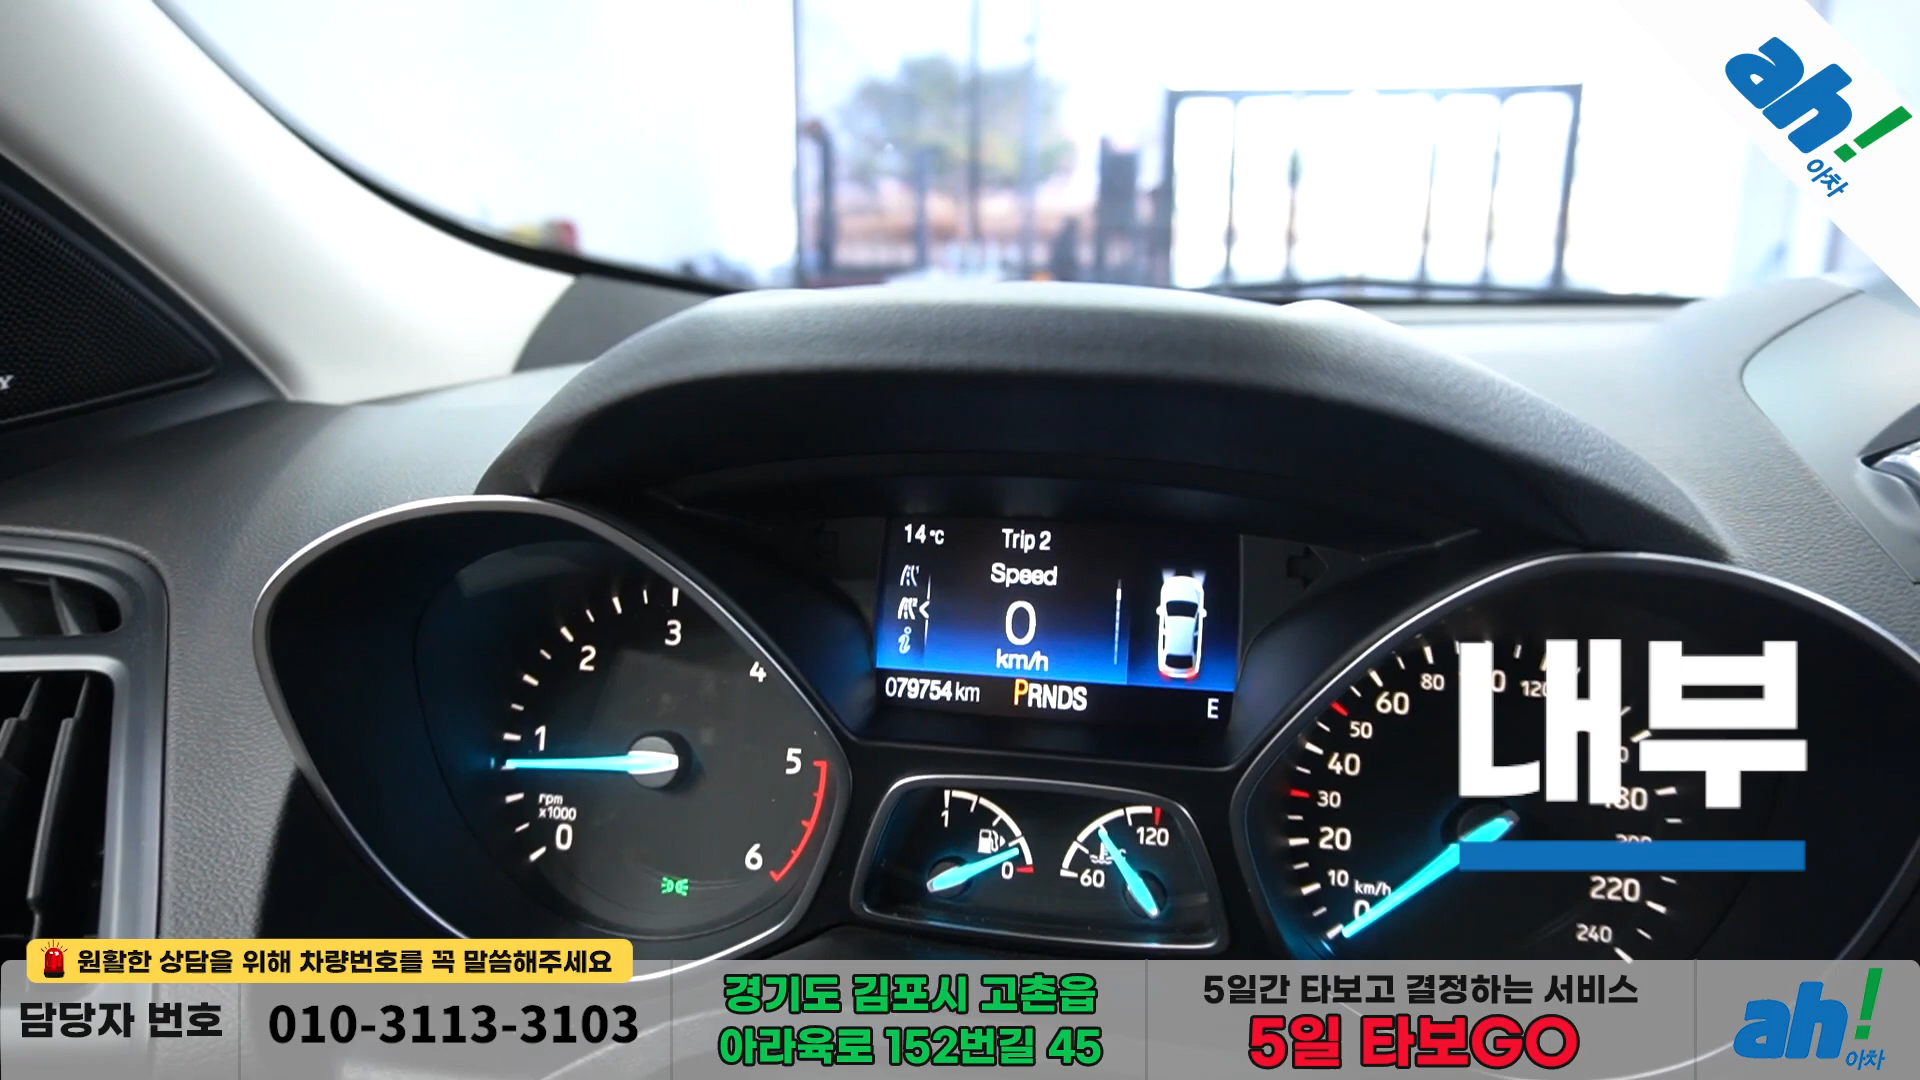 ah!
아차
14°C
Trip 2
Speed
0
km/h
079754 km
PRNDS
E
0
1
2
3
4
5
6
rpm
x1000
1
0
60
120
0
10
20
30
40
50
60
80
120
180
220
240
km/h
내부
원활한 상담을 위해 차량번호를 꼭 말씀해주세요
담당자 번호
010-3113-3103
경기도 김포시 고촌읍
아라육로 152번길 45
5일간 타보고 결정하는 서비스
5일 타보GO
ah!
아차